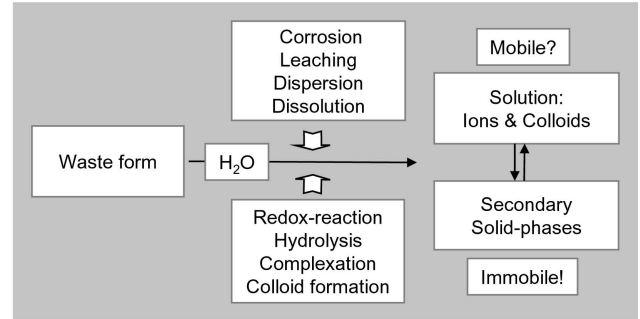 Corrosion
Leaching
Dispersion
Dissolution
Mobile?
Solution:
Ions & Colloids
Waste form
H₂O
Redox-reaction
Hydrolysis
Complexation
Colloid formation
Secondary
Solid-phases
Immobile!